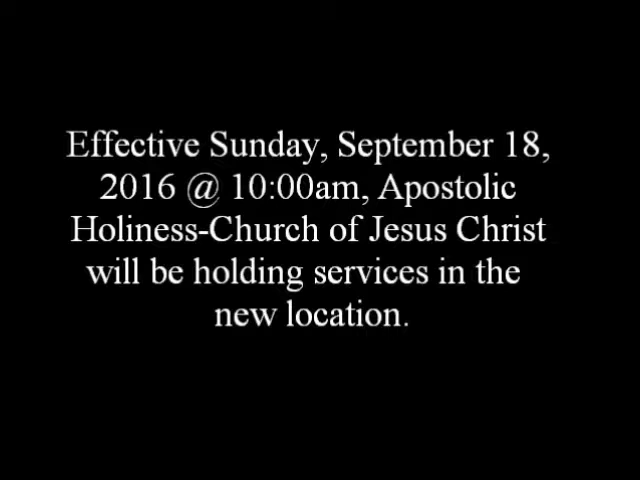 Effective Sunday, September 18,
2016 @ 10:00am, Apostolic
Holiness-Church of Jesus Christ
will be holding services in the
new location.